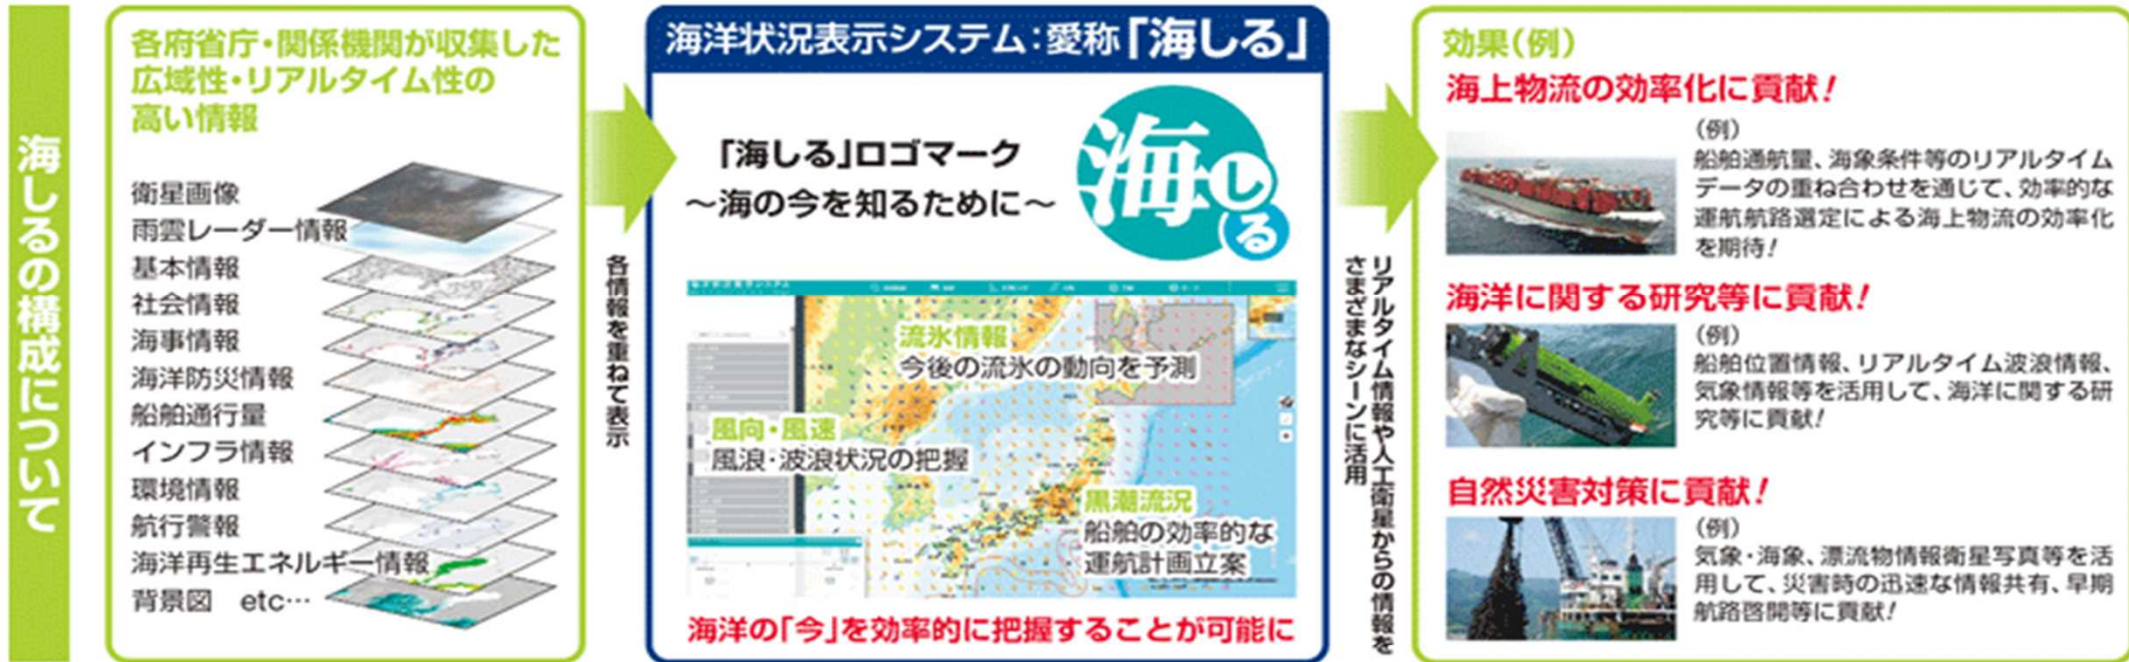 海しるの構成について
各府省庁・関係機関が収集した
広域性・リアルタイム性の
高い情報
衛星画像
雨雲レーダー情報
基本情報
社会情報
海事情報
海洋防災情報
船舶通行量
インフラ情報
環境情報
航行警報
海洋再生エネルギー情報
背景図 etc…
各情報を重ねて表示
海洋状況表示システム：愛称「海しる」
「海しる」ロゴマーク
～海の今を知るために～
海しる
海洋状況表示システム
流氷情報
今後の流氷の動向を予測
風向・風速
風浪・波浪状況の把握
黒潮流況
船舶の効率的な
運航計画立案
海洋の「今」を効率的に把握することが可能に
リアルタイム情報や人工衛星からの情報を
さまざまなシーンに活用
効果（例）
海上物流の効率化に貢献！
（例）
船舶通航量、海象条件等のリアルタイム
データの重ね合わせを通じて、効率的な
運航航路選定による海上物流の効率化
を期待！
海洋に関する研究等に貢献！
（例）
船舶位置情報、リアルタイム波浪情報、
気象情報等を活用して、海洋に関する研
究等に貢献！
自然災害対策に貢献！
（例）
気象・海象、漂流物情報衛星写真等を活
用して、災害時の迅速な情報共有、早期
航路啓開等に貢献！